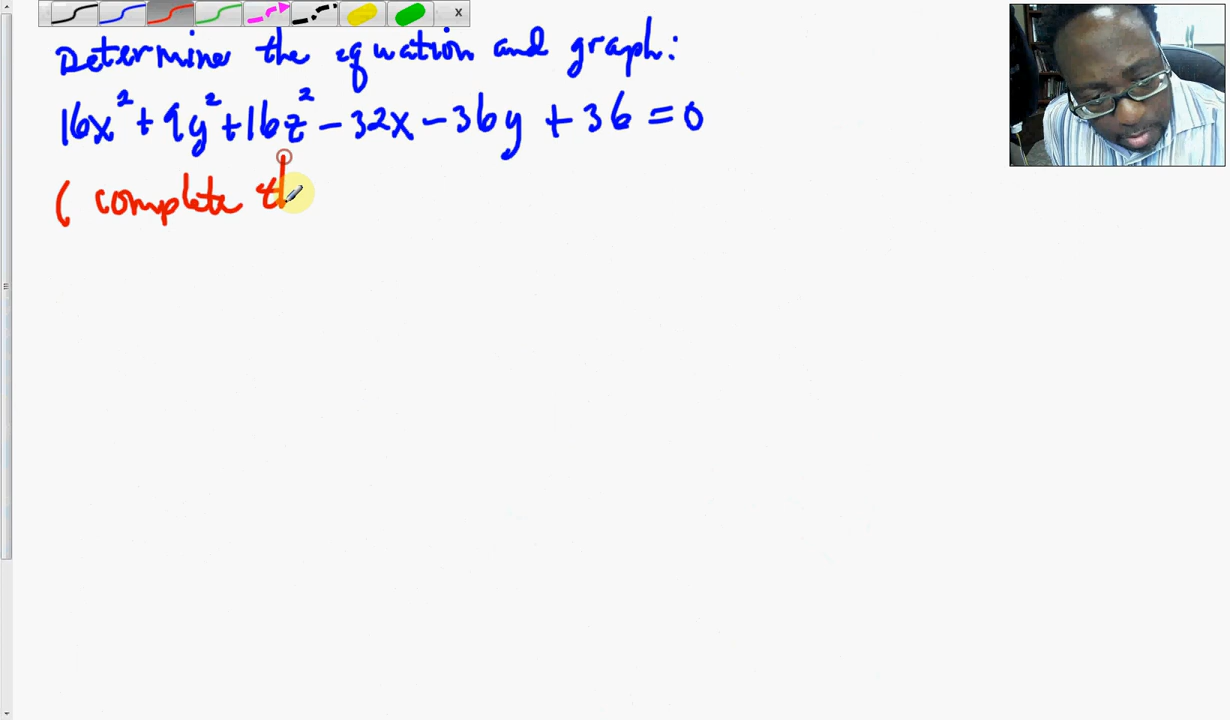 Determine the equation and graph:
16x² + 9y² + 16z² - 32x - 36y + 36 = 0
( complete th